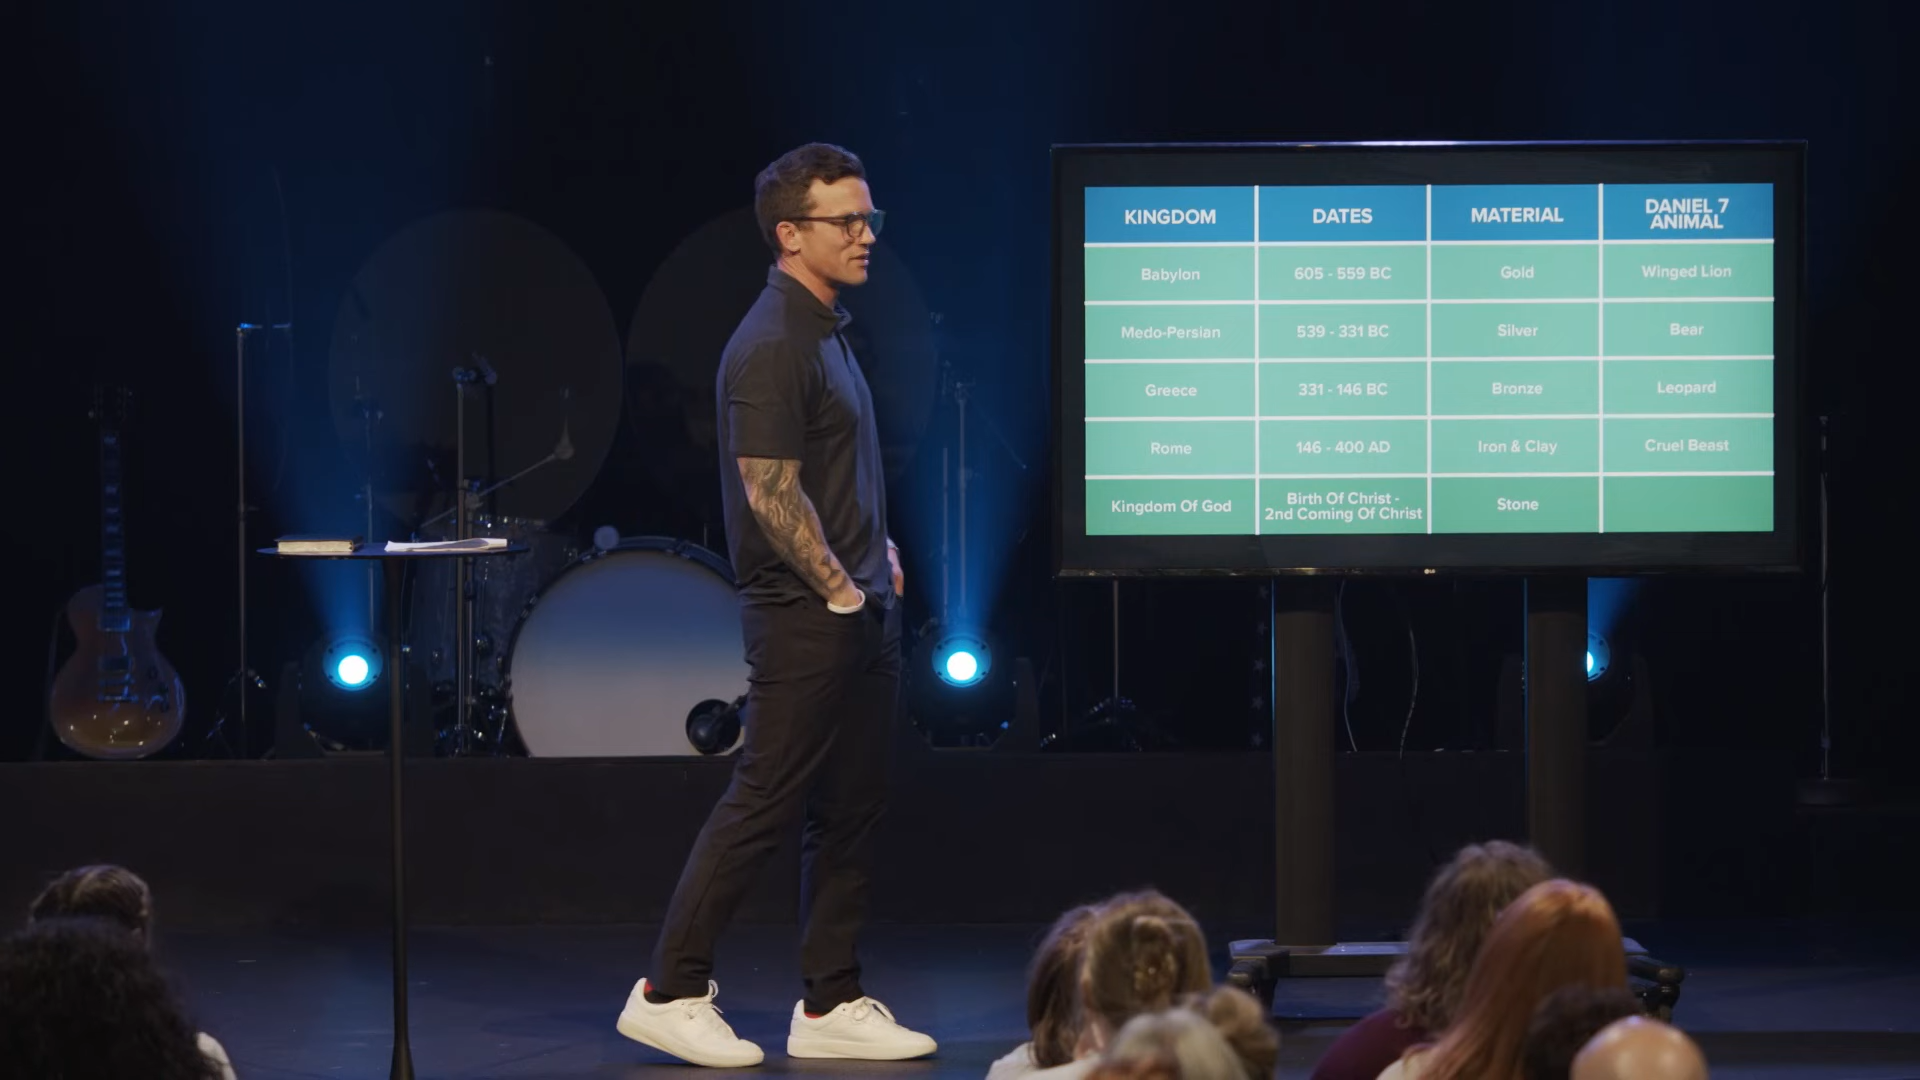 KINGDOM
DATES
MATERIAL
DANIEL 7
ANIMAL
Babylon
605 - 559 BC
Gold
Winged Lion
Medo-Persian
539 - 331 BC
Silver
Bear
Greece
331 - 146 BC
Bronze
Leopard
Rome
146 - 400 AD
Iron & Clay
Cruel Beast
Kingdom Of God
Birth Of Christ -
2nd Coming Of Christ
Stone
LG